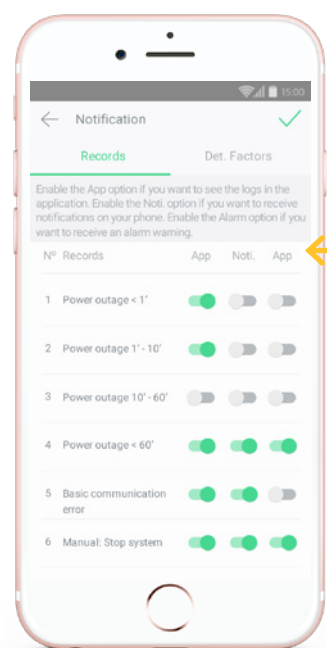 15:00
Notification
Records Det. Factors
Enable the App option if you want to see the logs in the
application. Enable the Noti. option if you want to receive
notifications on your phone. Enable the Alarm option if you
want to receive an alarm warning.
Nº Records App Noti. App
1 Power outage < 1'
2 Power outage 1' - 10'
3 Power outage 10' - 60'
4 Power outage < 60'
5 Basic communication
error
6 Manual: Stop system